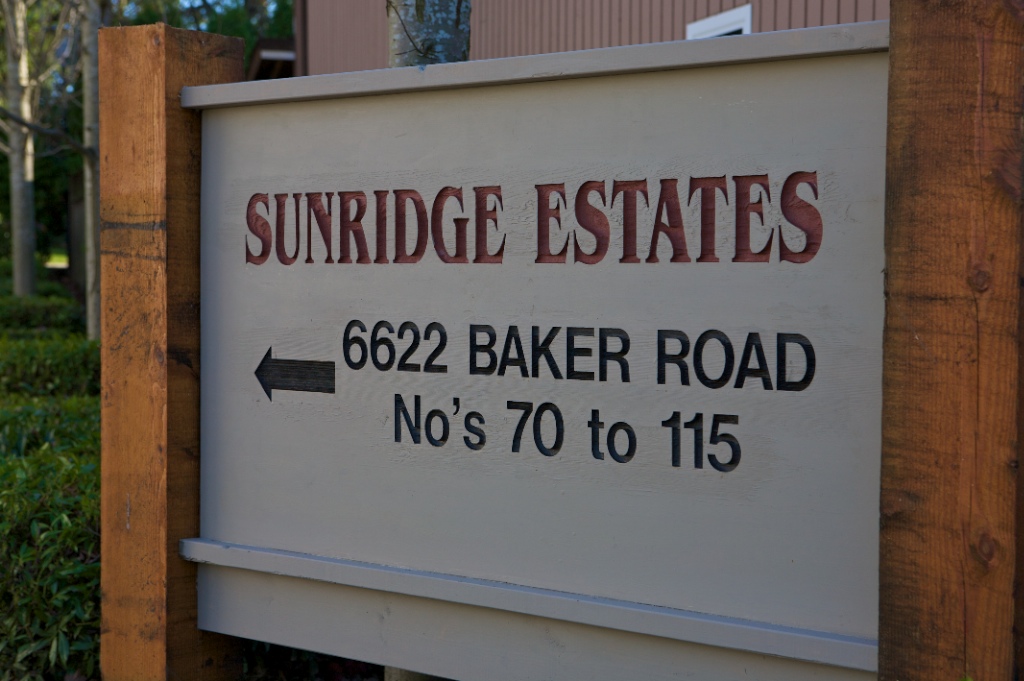 SUNRIDGE ESTATES
6622 BAKER ROAD
No's 70 to 115